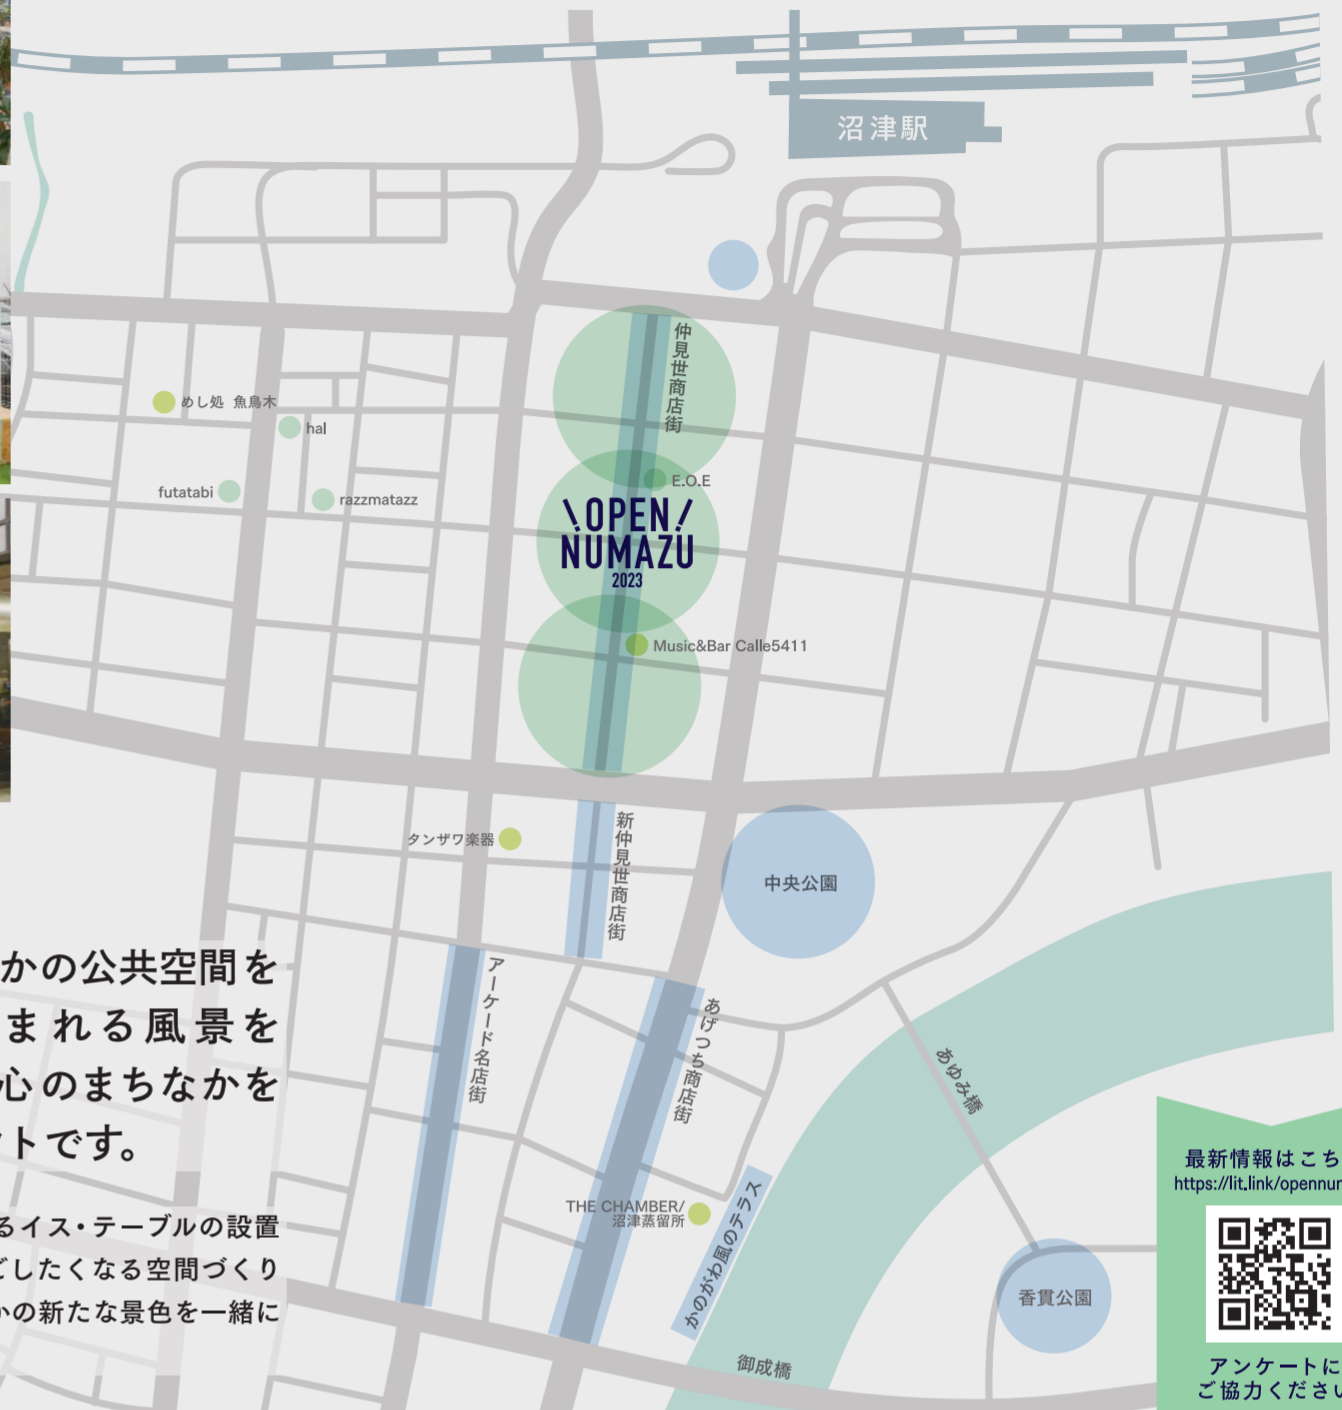 沼津駅
仲見世商店街
めし処 魚鳥木
hal
E.O.E
futatabi
razzmatazz
OPEN
NUMAZU
2023
Music&Bar Calle5411
タンザワ楽器
新仲見世商店街
中央公園
かの公共空間を
まれる風景を
心のまちなかを
トです。
アーケード名店街
あげつち商店街
あゆみ橋
るイス・テーブルの設置
ごしたくなる空間づくり
の新たな景色を一緒に
THE CHAMBER/
沼津蒸留所
かのがわ風のテラス
香貫公園
御成橋
最新情報はこち
https://lit.link/opennu
アンケートに
ご協力ください